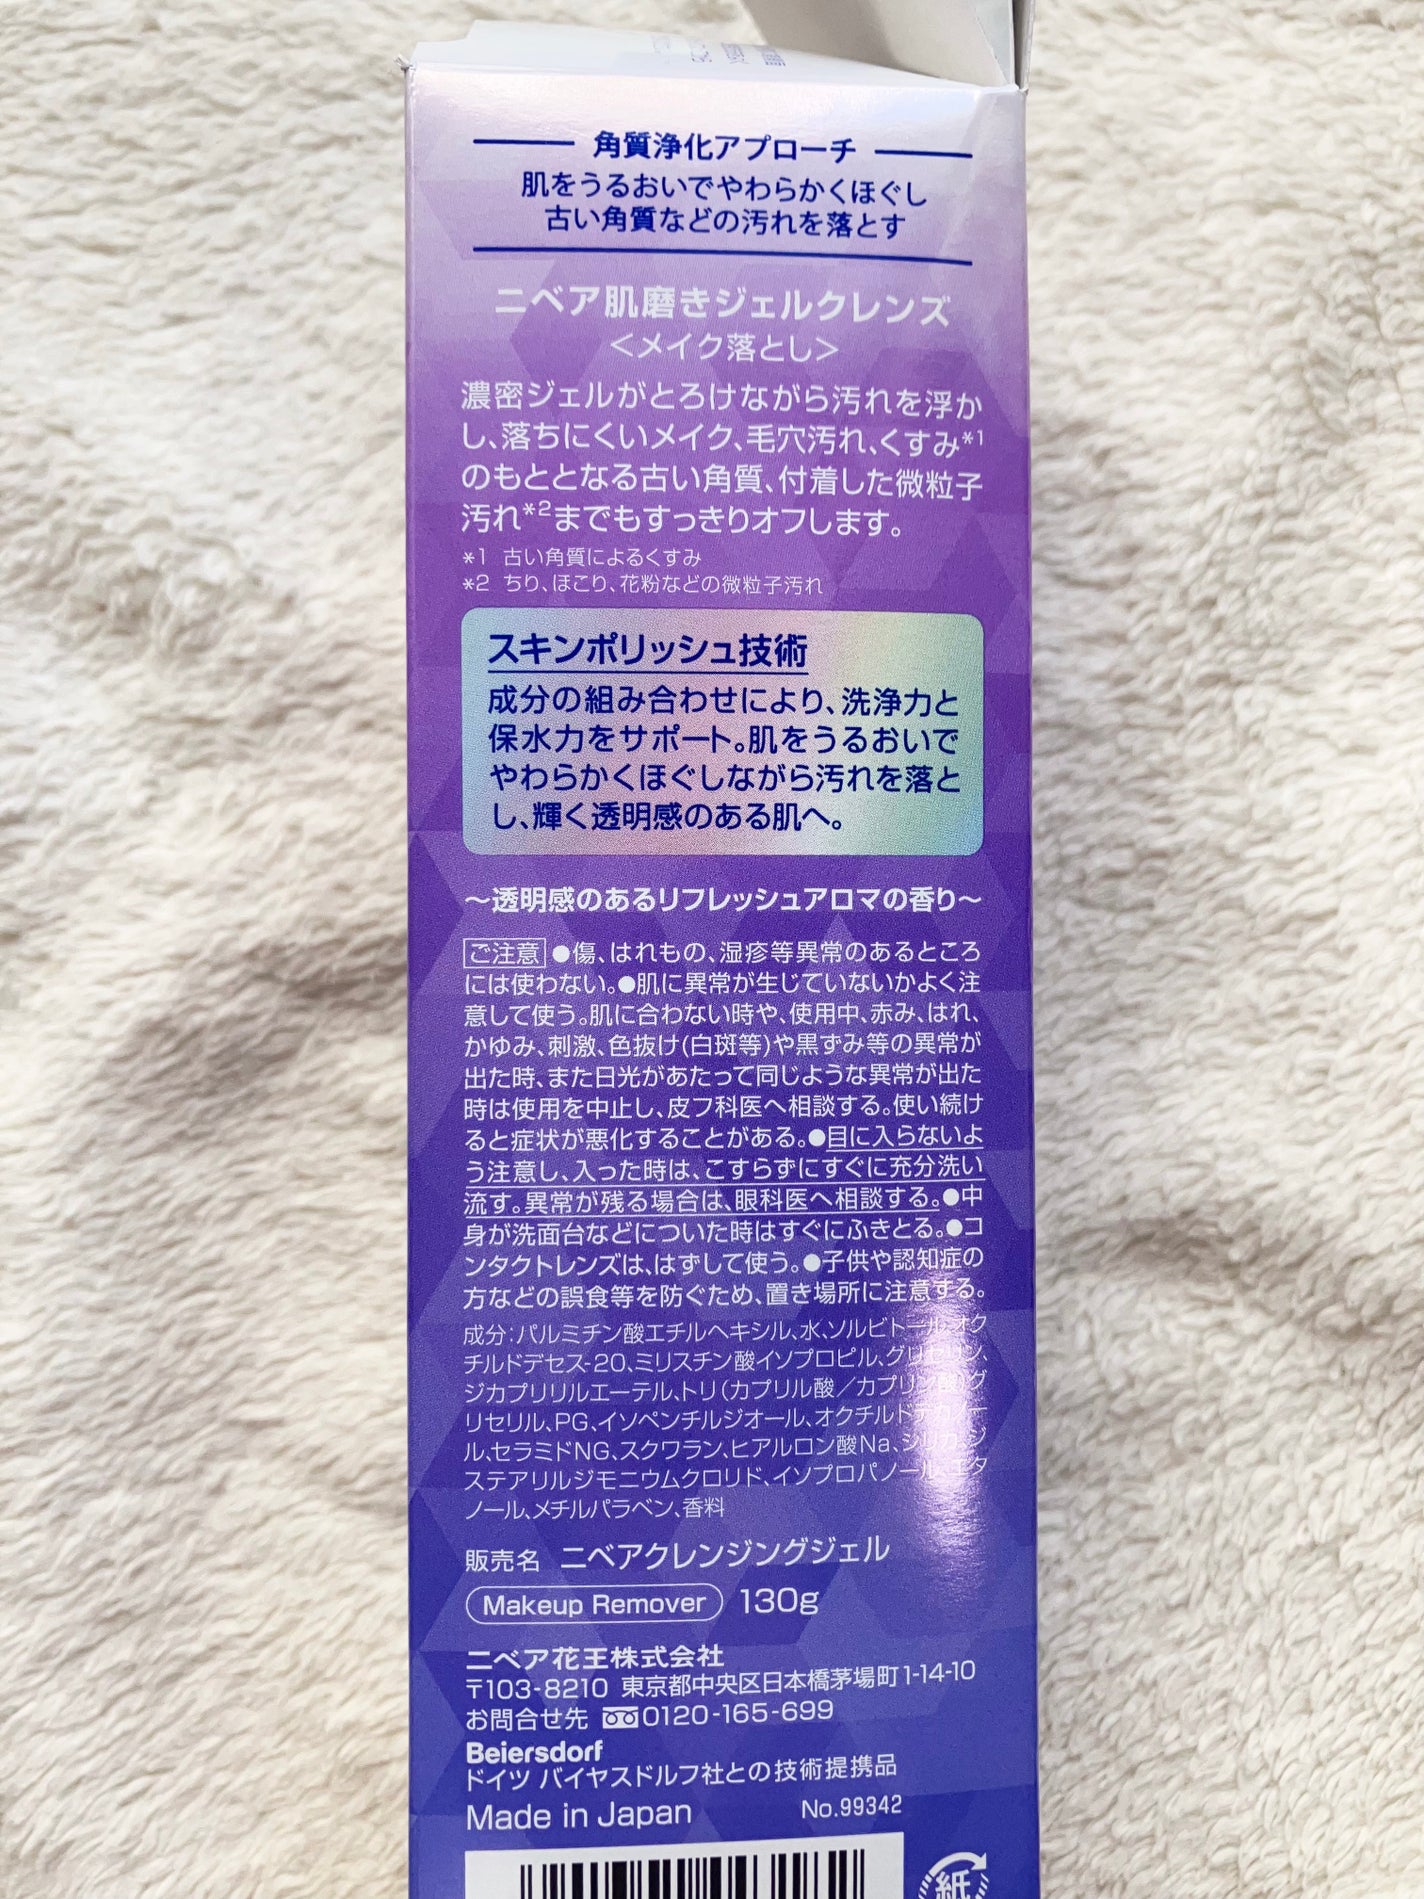 角質浄化アプローチ
肌をうるおいでやわらかくほぐし
古い角質などの汚れを落とす
ニベア肌磨きジェルクレンズ
＜メイク落とし＞
濃密ジェルがとろけながら汚れを浮か
し、落ちにくいメイク、毛穴汚れ、くすみ*1
のもととなる古い角質、付着した微粒子
汚れ*2までもすっきりオフします。
*1 古い角質によるくすみ
*2 ちり、ほこり、花粉などの微粒子汚れ
スキンポリッシュ技術
成分の組み合わせにより、洗浄力と
保水力をサポート。肌をうるおいで
やわらかくほぐしながら汚れを落と
し、輝く透明感のある肌へ。
～透明感のあるリフレッシュアロマの香り～
ご注意 ●傷、はれもの、湿疹等異常のあるところ
には使わない。●肌に異常が生じていないかよく注
意して使う。肌に合わない時や、使用中、赤み、はれ、
かゆみ、刺激、色抜け(白斑等)や黒ずみ等の異常が
出た時、また日光があたって同じような異常が出た
時は使用を中止し、皮フ科医へ相談する。使い続け
ると症状が悪化することがある。●目に入らないよ
う注意し、入った時は、こすらずにすぐに充分洗い
流す。異常が残る場合は、眼科医へ相談する。●中
身が洗面台などについた時はすぐにふきとる。●コ
ンタクトレンズは、はずして使う。●子供や認知症の
方などの誤食等を防ぐため、置き場所に注意する。
成分：パルミチン酸エチルヘキシル、水、ソルビトール、オク
チルドデセス-20、ミリスチン酸イソプロピル、グリセリン、
ジカプリリルエーテル、トリ（カプリル酸／カプリン酸）グ
リセリル、PG、イソペンチルジオール、オクチルドデカノー
ル、セラミドNG、スクワラン、ヒアルロン酸Na、シリカ、ジ
ステアリルジモニウムクロリド、イソプロパノール、エタ
ノール、メチルパラベン、香料
販売名 ニベアクレンジングジェル
Makeup Remover 130g
ニベア花王株式会社
〒103-8210 東京都中央区日本橋茅場町1-14-10
お問合せ先 0120-165-699
Beiersdorf
ドイツ バイヤスドルフ社との技術提携品
Made in Japan No.99342
紙